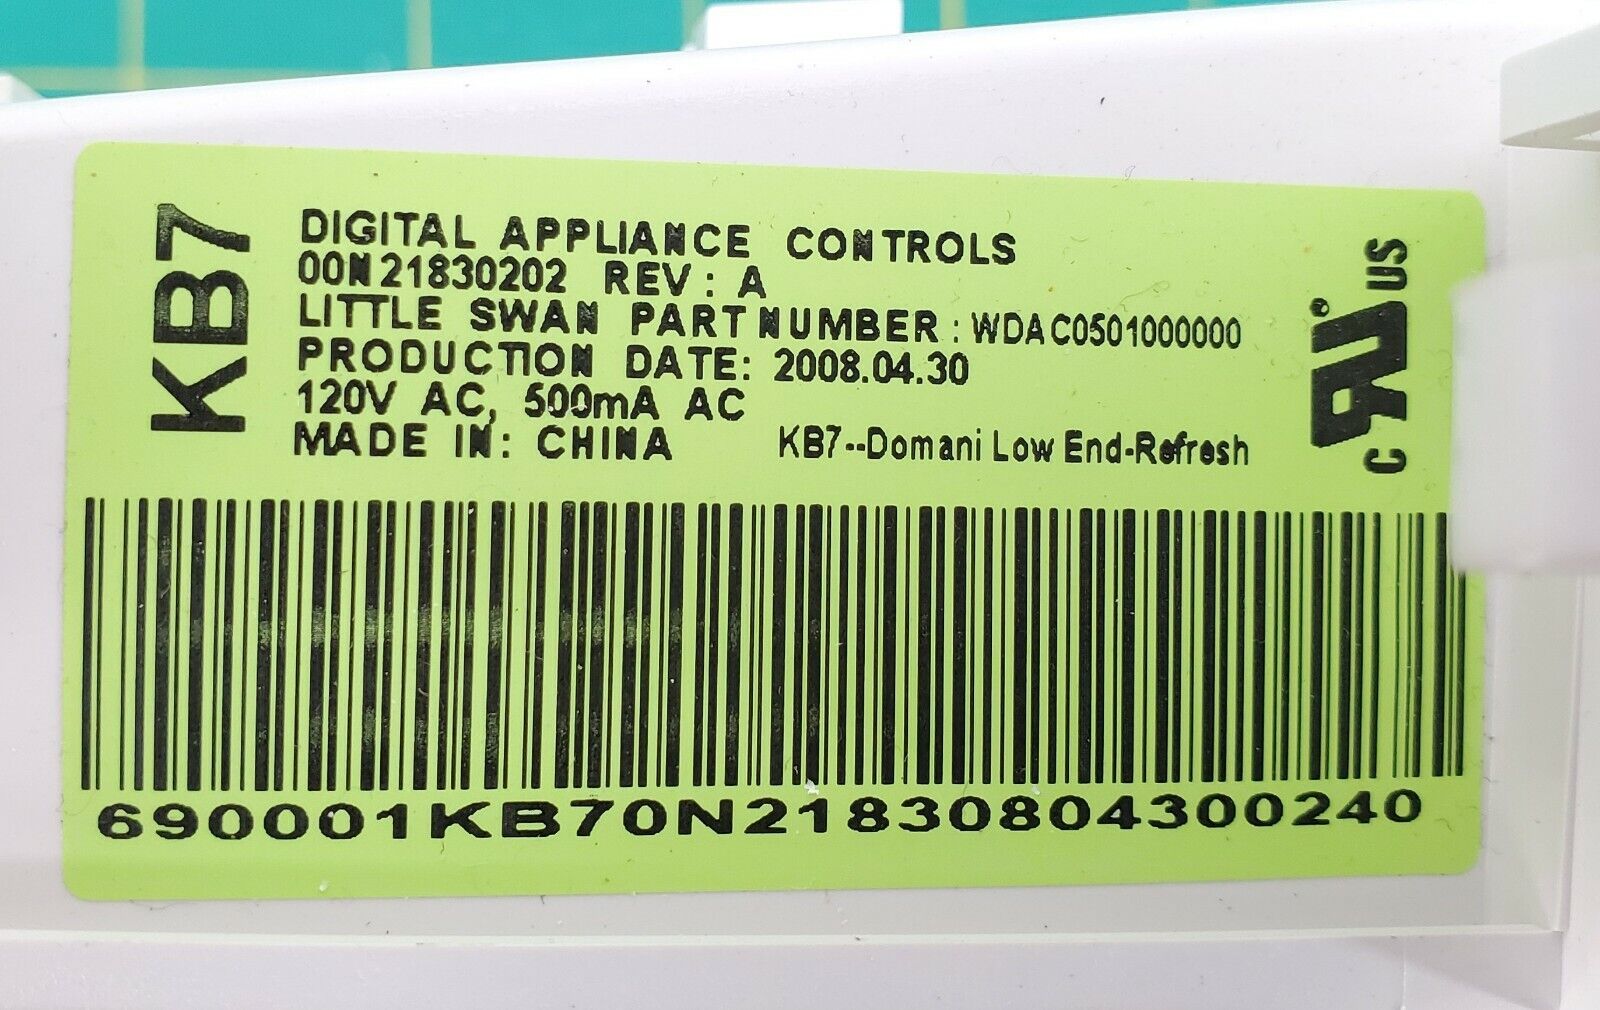 KB7
DIGITAL APPLIANCE CONTROLS
00N21830202 REV: A
LITTLE SWAN PART NUMBER: WDAC0501000000
PRODUCTION DATE: 2008.04.30
120V AC, 500mA AC
MADE IN: CHINA KB7--Domani Low End-Refresh
C RU US
690001KB70N21830804300240